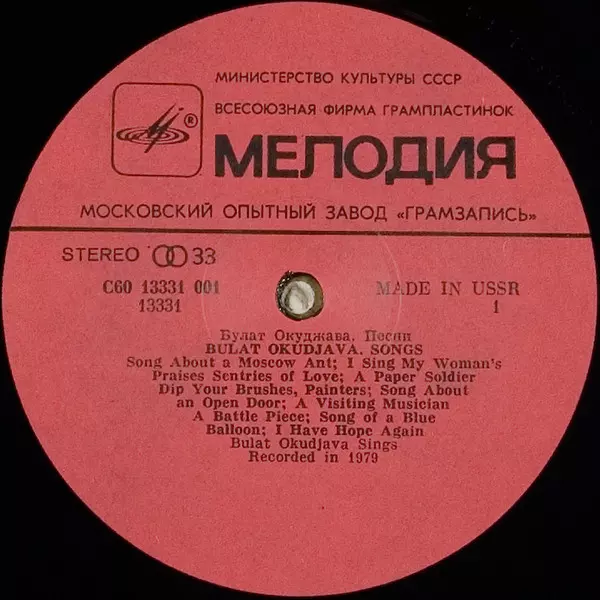 МИНИСТЕРСТВО КУЛЬТУРЫ СССР
ВСЕСОЮЗНАЯ ФИРМА ГРАМПЛАСТИНОК
®
МЕЛОДИЯ
МОСКОВСКИЙ ОПЫТНЫЙ ЗАВОД «ГРАМЗАПИСЬ»
STEREO 33
С60 13331 001
13331
MADE IN USSR
1
Булат Окуджава. Песни
BULAT OKUDJAVA. SONGS
Song About a Moscow Ant; I Sing My Woman's
Praises Sentries of Love; A Paper Soldier
Dip Your Brushes, Painters; Song About
an Open Door; A Visiting Musician
A Battle Piece; Song of a Blue
Balloon; I Have Hope Again
Bulat Okudjava Sings
Recorded in 1979